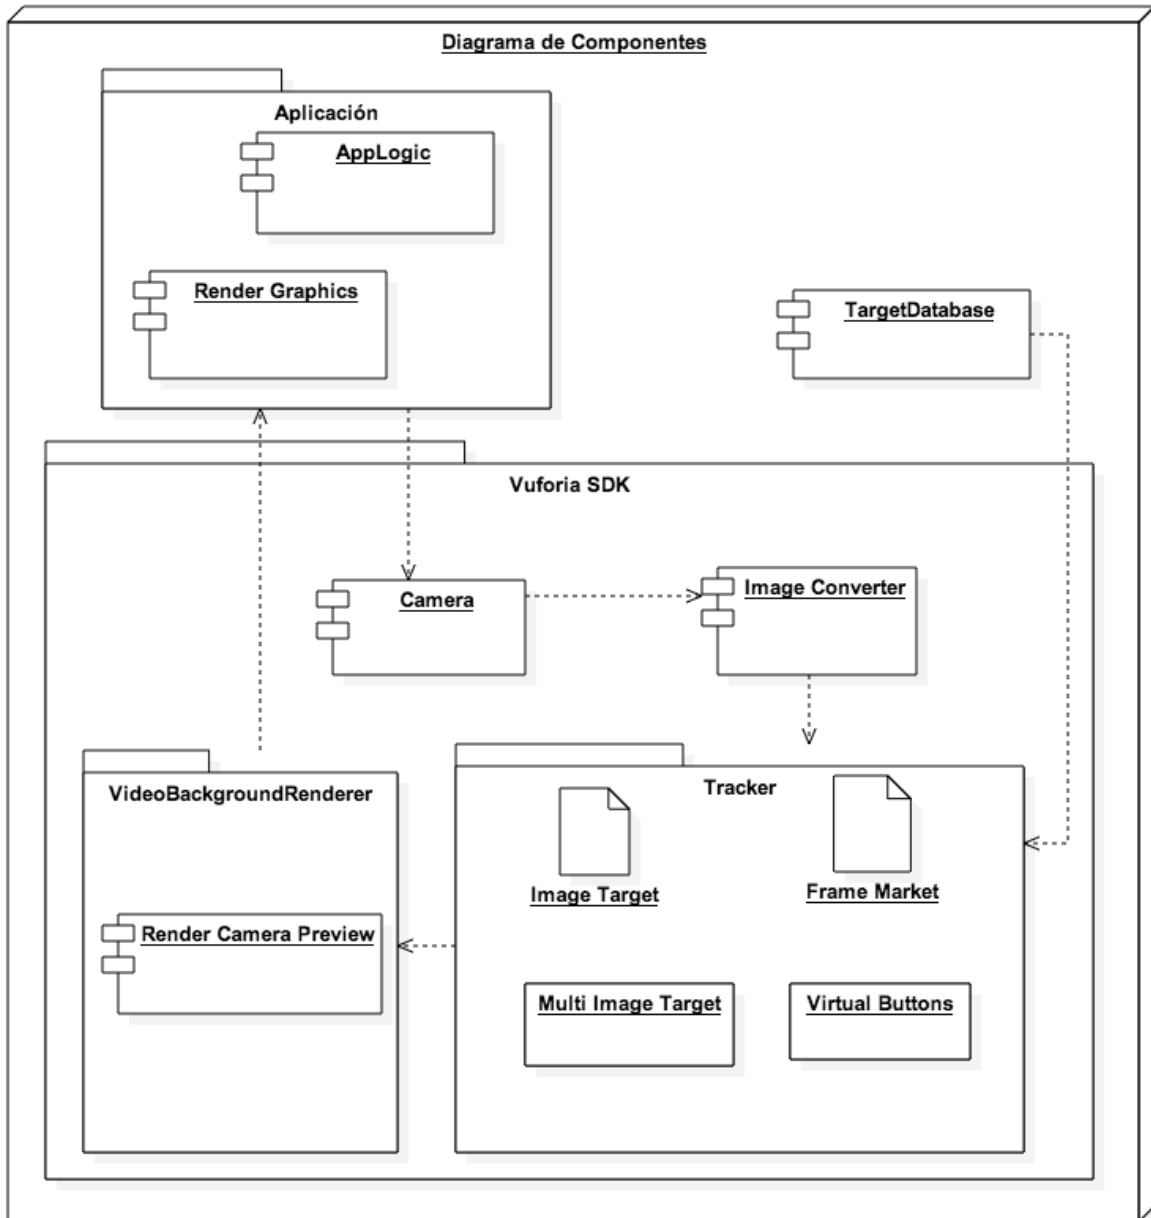 Diagrama de Componentes
Aplicación
AppLogic
Render Graphics
TargetDatabase
Vuforia SDK
Camera
Image Converter
VideoBackgroundRenderer
Tracker
Image Target
Frame Market
Render Camera Preview
Multi Image Target
Virtual Buttons